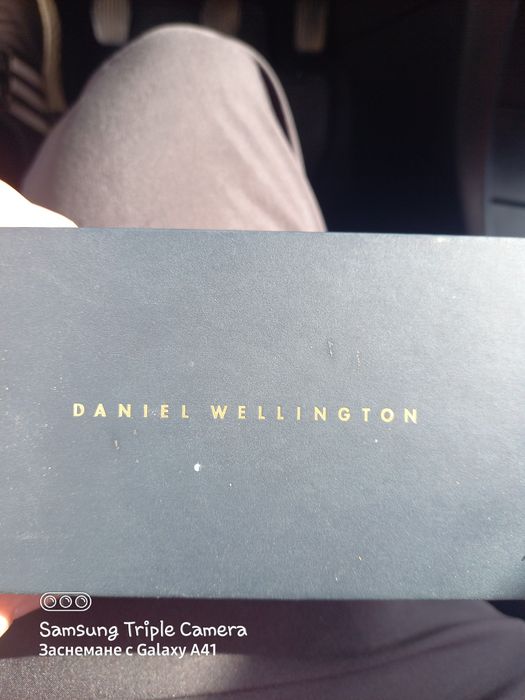 DANIEL WELLINGTON
Samsung Triple Camera
Заснемане с Galaxy A41